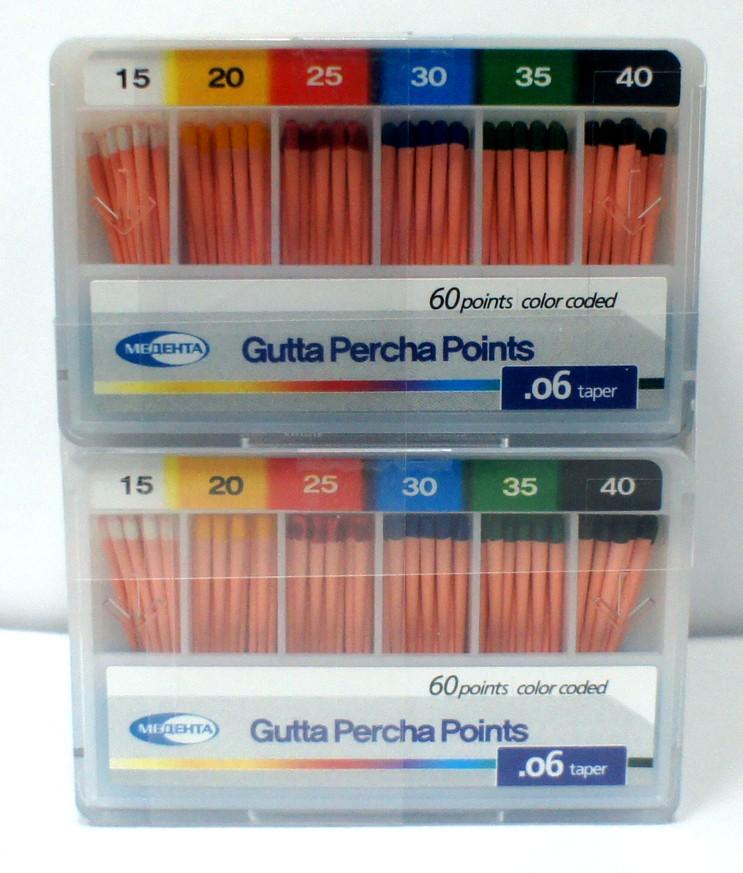 15 20 25 30 35 40
60 points color coded
МЕДЕНТА
Gutta Percha Points
.06 taper
15 20 25 30 35 40
60 points color coded
МЕДЕНТА
Gutta Percha Points
.06 taper